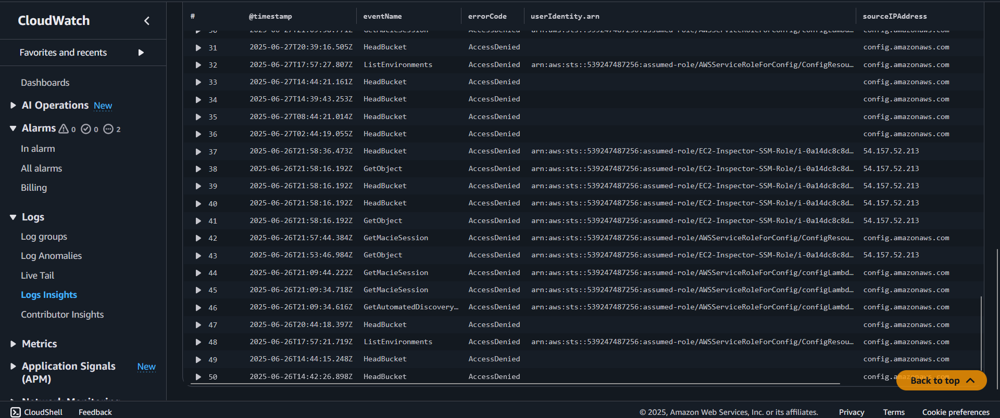 CloudWatch
Favorites and recents
Dashboards
AI Operations New
Alarms 0 0 2
In alarm
All alarms
Billing
Logs
Log groups
Log Anomalies
Live Tail
Logs Insights
Contributor Insights
Metrics
Application Signals New
(APM)
Network Monitoring
# @timestamp eventName errorCode userIdentity.arn sourceIPAddress
31 2025-06-27T20:39:16.505Z HeadBucket AccessDenied config.amazonaws.com
32 2025-06-27T17:57:27.807Z ListEnvironments AccessDenied arn:aws:sts::539247487256:assumed-role/AWSServiceRoleForConfig/ConfigResou… config.amazonaws.com
33 2025-06-27T14:44:21.161Z HeadBucket AccessDenied config.amazonaws.com
34 2025-06-27T14:39:43.253Z HeadBucket AccessDenied config.amazonaws.com
35 2025-06-27T08:44:21.014Z HeadBucket AccessDenied config.amazonaws.com
36 2025-06-27T02:44:19.055Z HeadBucket AccessDenied config.amazonaws.com
37 2025-06-26T21:58:36.473Z HeadBucket AccessDenied arn:aws:sts::539247487256:assumed-role/EC2-Inspector-SSM-Role/i-0a14dc8c8d… 54.157.52.213
38 2025-06-26T21:58:16.192Z GetObject AccessDenied arn:aws:sts::539247487256:assumed-role/EC2-Inspector-SSM-Role/i-0a14dc8c8d… 54.157.52.213
39 2025-06-26T21:58:16.192Z HeadBucket AccessDenied arn:aws:sts::539247487256:assumed-role/EC2-Inspector-SSM-Role/i-0a14dc8c8d… 54.157.52.213
40 2025-06-26T21:58:16.192Z HeadBucket AccessDenied arn:aws:sts::539247487256:assumed-role/EC2-Inspector-SSM-Role/i-0a14dc8c8d… 54.157.52.213
41 2025-06-26T21:58:16.192Z GetObject AccessDenied arn:aws:sts::539247487256:assumed-role/EC2-Inspector-SSM-Role/i-0a14dc8c8d… 54.157.52.213
42 2025-06-26T21:57:44.384Z GetMacieSession AccessDenied arn:aws:sts::539247487256:assumed-role/AWSServiceRoleForConfig/ConfigResou… config.amazonaws.com
43 2025-06-26T21:53:46.984Z GetObject AccessDenied arn:aws:sts::539247487256:assumed-role/EC2-Inspector-SSM-Role/i-0a14dc8c8d… 54.157.52.213
44 2025-06-26T21:09:44.222Z GetMacieSession AccessDenied arn:aws:sts::539247487256:assumed-role/AWSServiceRoleForConfig/configLambd… config.amazonaws.com
45 2025-06-26T21:09:34.718Z GetMacieSession AccessDenied arn:aws:sts::539247487256:assumed-role/AWSServiceRoleForConfig/configLambd… config.amazonaws.com
46 2025-06-26T21:09:34.616Z GetAutomatedDiscovery… AccessDenied arn:aws:sts::539247487256:assumed-role/AWSServiceRoleForConfig/configLambd… config.amazonaws.com
47 2025-06-26T20:44:18.397Z HeadBucket AccessDenied config.amazonaws.com
48 2025-06-26T17:57:21.719Z ListEnvironments AccessDenied arn:aws:sts::539247487256:assumed-role/AWSServiceRoleForConfig/ConfigResou… config.amazonaws.com
49 2025-06-26T14:44:15.248Z HeadBucket AccessDenied config.amazonaws.com
50 2025-06-26T14:42:26.898Z HeadBucket AccessDenied config.amazonaws.com
Back to top
CloudShell Feedback © 2025, Amazon Web Services, Inc. or its affiliates. Privacy Terms Cookie preferences